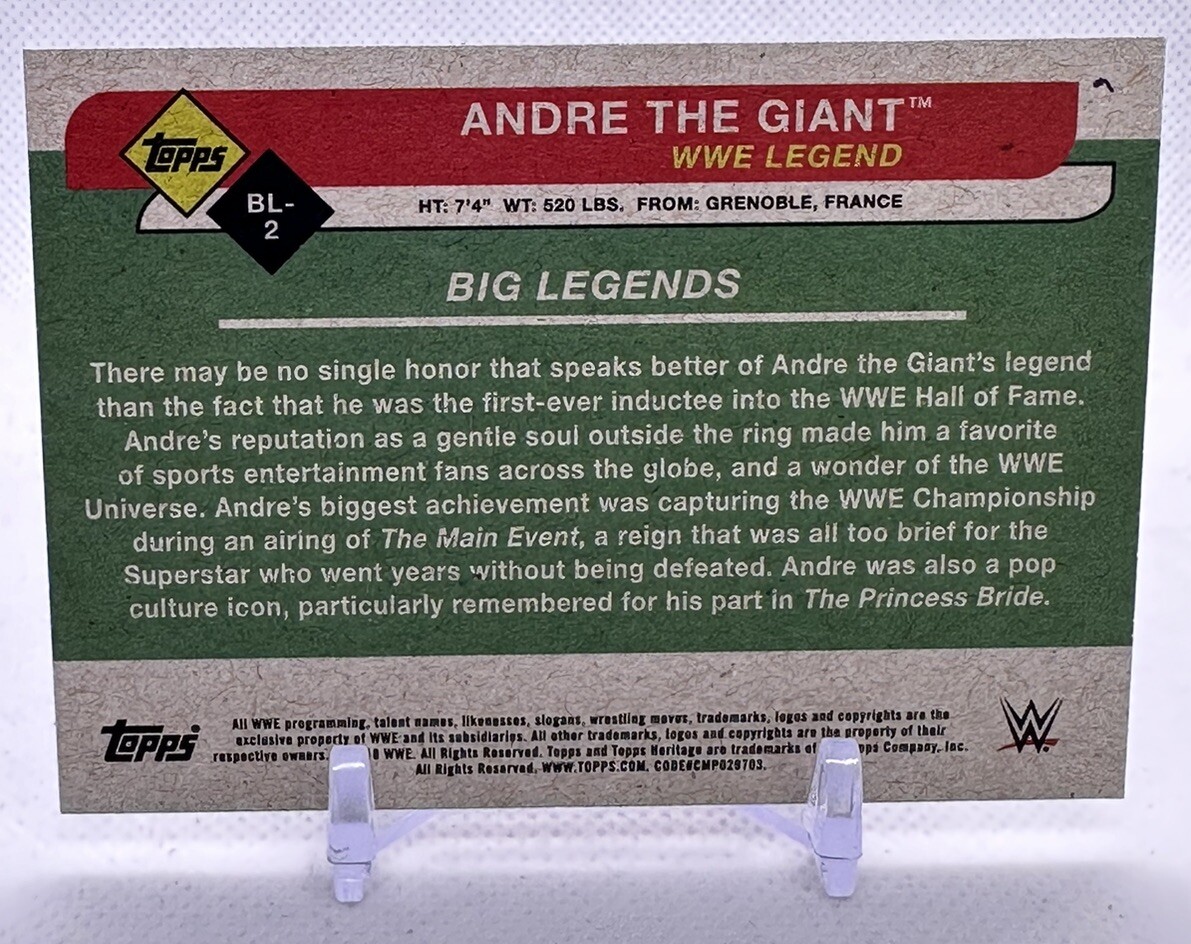 ANDRE THE GIANT™
WWE LEGEND
Topps
BL-
2
HT: 7'4" WT: 520 LBS. FROM: GRENOBLE, FRANCE
BIG LEGENDS
There may be no single honor that speaks better of Andre the Giant's legend
than the fact that he was the first-ever inductee into the WWE Hall of Fame.
Andre's reputation as a gentle soul outside the ring made him a favorite
of sports entertainment fans across the globe, and a wonder of the WWE
Universe. Andre's biggest achievement was capturing the WWE Championship
during an airing of The Main Event, a reign that was all too brief for the
Superstar who went years without being defeated. Andre was also a pop
culture icon, particularly remembered for his part in The Princess Bride.
Topps
All WWE programming, talent names, likenesses, slogans, wrestling moves, trademarks, logos and copyrights are the
exclusive property of WWE and its subsidiaries. All other trademarks, logos and copyrights are the property of their
respective owners. WWE. All Rights Reserved. Topps and Topps Heritage are trademarks of Company, Inc.
All Rights Reserved. WWW.TOPPS.COM. CODE#CMP029703.
W